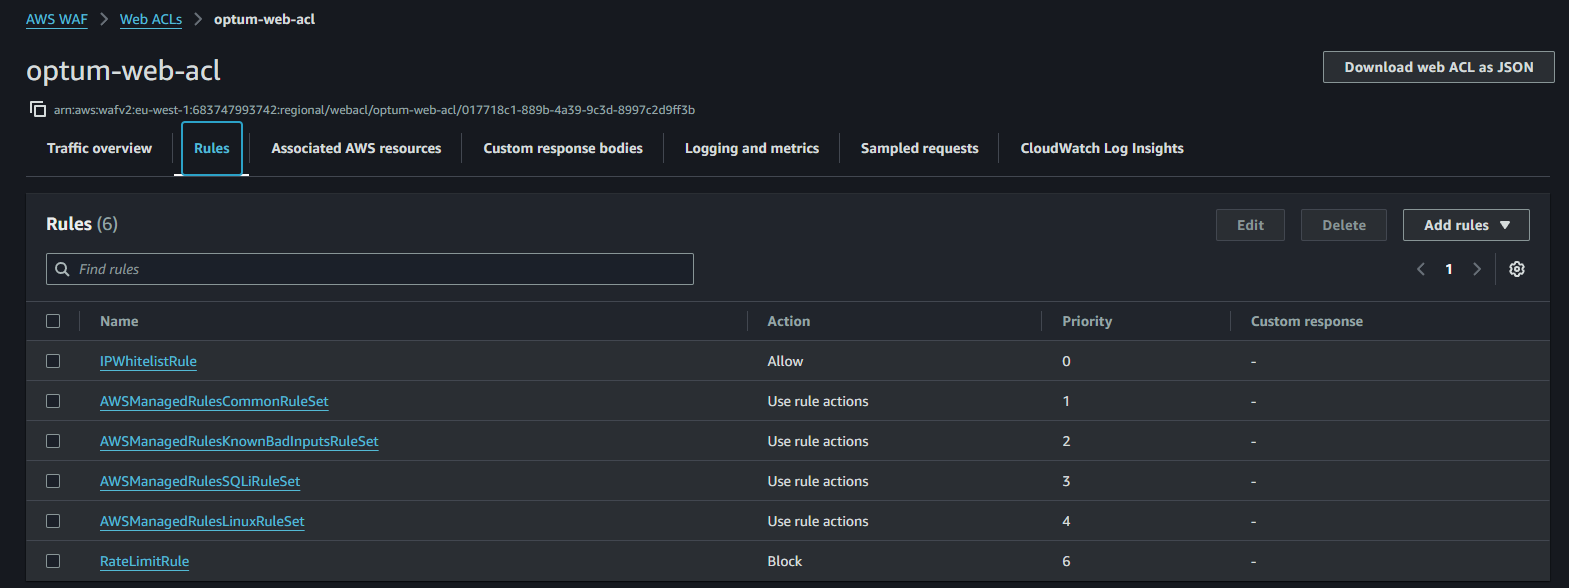 AWS WAF > Web ACLs > optum-web-acl
optum-web-acl
Download web ACL as JSON
arn:aws:wafv2:eu-west-1:683747993742:regional/webacl/optum-web-acl/017718c1-889b-4a39-9c3d-8997c2d9ff3b
Traffic overview Rules Associated AWS resources Custom response bodies Logging and metrics Sampled requests CloudWatch Log Insights
Rules (6) Edit Delete Add rules
Find rules 1
Name Action Priority Custom response
IPWhitelistRule Allow 0 -
AWSManagedRulesCommonRuleSet Use rule actions 1 -
AWSManagedRulesKnownBadInputsRuleSet Use rule actions 2 -
AWSManagedRulesSQLiRuleSet Use rule actions 3 -
AWSManagedRulesLinuxRuleSet Use rule actions 4 -
RateLimitRule Block 6 -